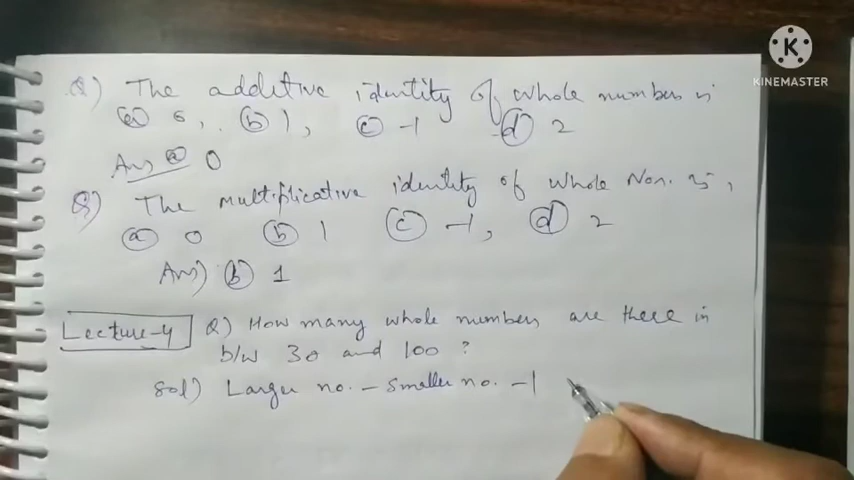 Q) The additive identity of whole numbers is
(a) 0, (b) 1, (c) -1 (d) 2
Ans (a) 0
Q) The multiplicative identity of whole Nos. is,
(a) 0 (b) 1 (c) -1, (d) 2
Ans) (b) 1
Lecture-4 Q) How many whole numbers are there in
b/w 30 and 100 ?
Sol) Larger no. - Smaller no. -1
K
KINEMASTER